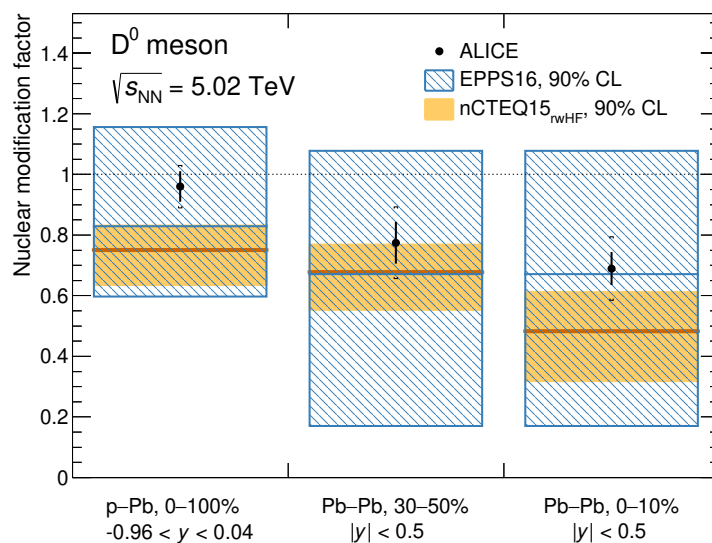 D⁰ meson
√sNN = 5.02 TeV
ALICE
EPPS16, 90% CL
nCTEQ15rwHF, 90% CL
Nuclear modification factor
1.4
1.2
1
0.8
0.6
0.4
0.2
0
p–Pb, 0–100%
-0.96 < y < 0.04
Pb–Pb, 30–50%
|y| < 0.5
Pb–Pb, 0–10%
|y| < 0.5